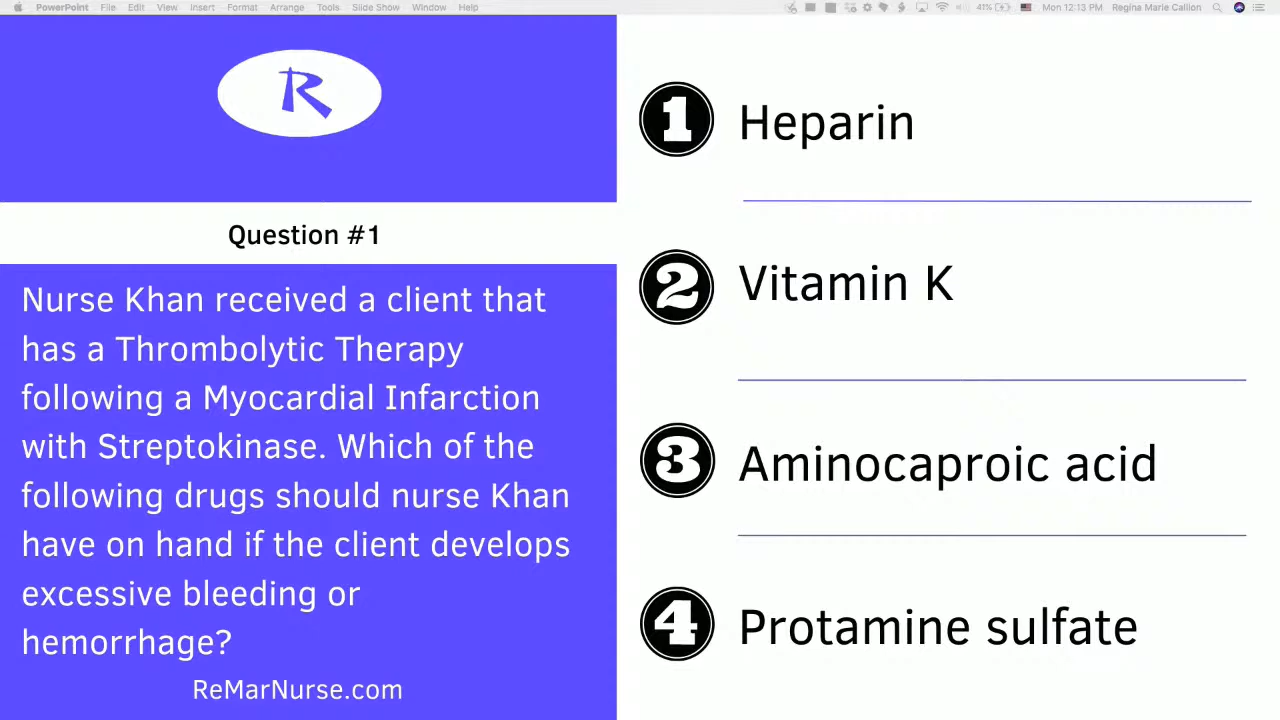 PowerPoint File Edit View Insert Format Arrange Tools Slide Show Window Help 41% Mon 12:13 PM Regina Marie Callion
R
Question #1
Nurse Khan received a client that
has a Thrombolytic Therapy
following a Myocardial Infarction
with Streptokinase. Which of the
following drugs should nurse Khan
have on hand if the client develops
excessive bleeding or
hemorrhage?
ReMarNurse.com
1 Heparin
2 Vitamin K
3 Aminocaproic acid
4 Protamine sulfate